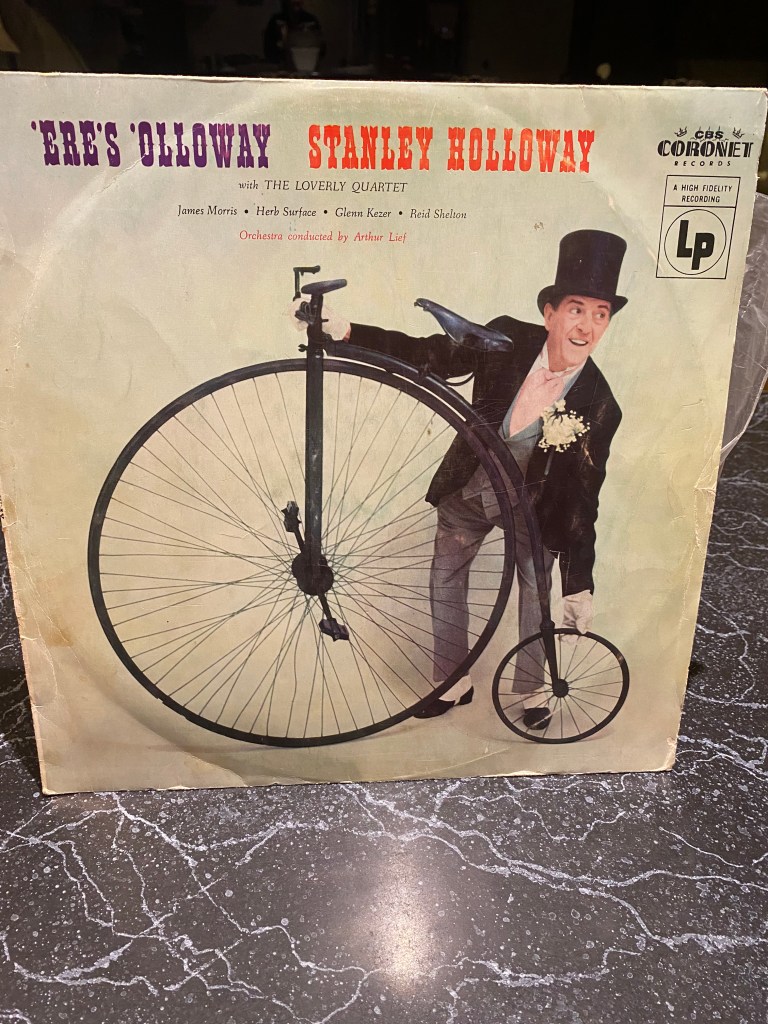 'ERE'S 'OLLOWAY STANLEY HOLLOWAY
with THE LOVERLY QUARTET
James Morris • Herb Surface • Glenn Kezer • Reid Shelton
Orchestra conducted by Arthur Lief
CBS
CORONET
RECORDS
A HIGH FIDELITY
RECORDING
LP